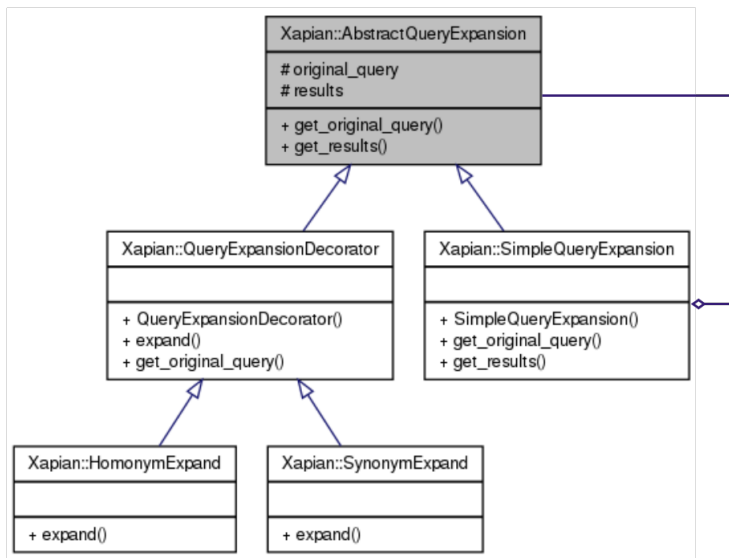 Xapian::AbstractQueryExpansion
# original_query
# results
+ get_original_query()
+ get_results()
Xapian::QueryExpansionDecorator
+ QueryExpansionDecorator()
+ expand()
+ get_original_query()
Xapian::SimpleQueryExpansion
+ SimpleQueryExpansion()
+ get_original_query()
+ get_results()
Xapian::HomonymExpand
+ expand()
Xapian::SynonymExpand
+ expand()